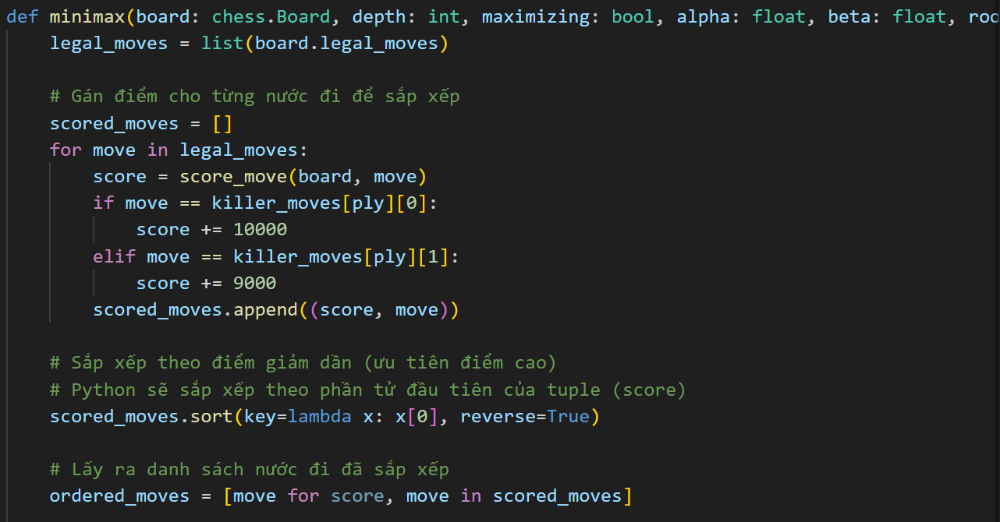 def minimax(board: chess.Board, depth: int, maximizing: bool, alpha: float, beta: float, roo
legal_moves = list(board.legal_moves)
# Gán điểm cho từng nước đi để sắp xếp
scored_moves = []
for move in legal_moves:
score = score_move(board, move)
if move == killer_moves[ply][0]:
score += 10000
elif move == killer_moves[ply][1]:
score += 9000
scored_moves.append((score, move))
# Sắp xếp theo điểm giảm dần (ưu tiên điểm cao)
# Python sẽ sắp xếp theo phần tử đầu tiên của tuple (score)
scored_moves.sort(key=lambda x: x[0], reverse=True)
# Lấy ra danh sách nước đi đã sắp xếp
ordered_moves = [move for score, move in scored_moves]